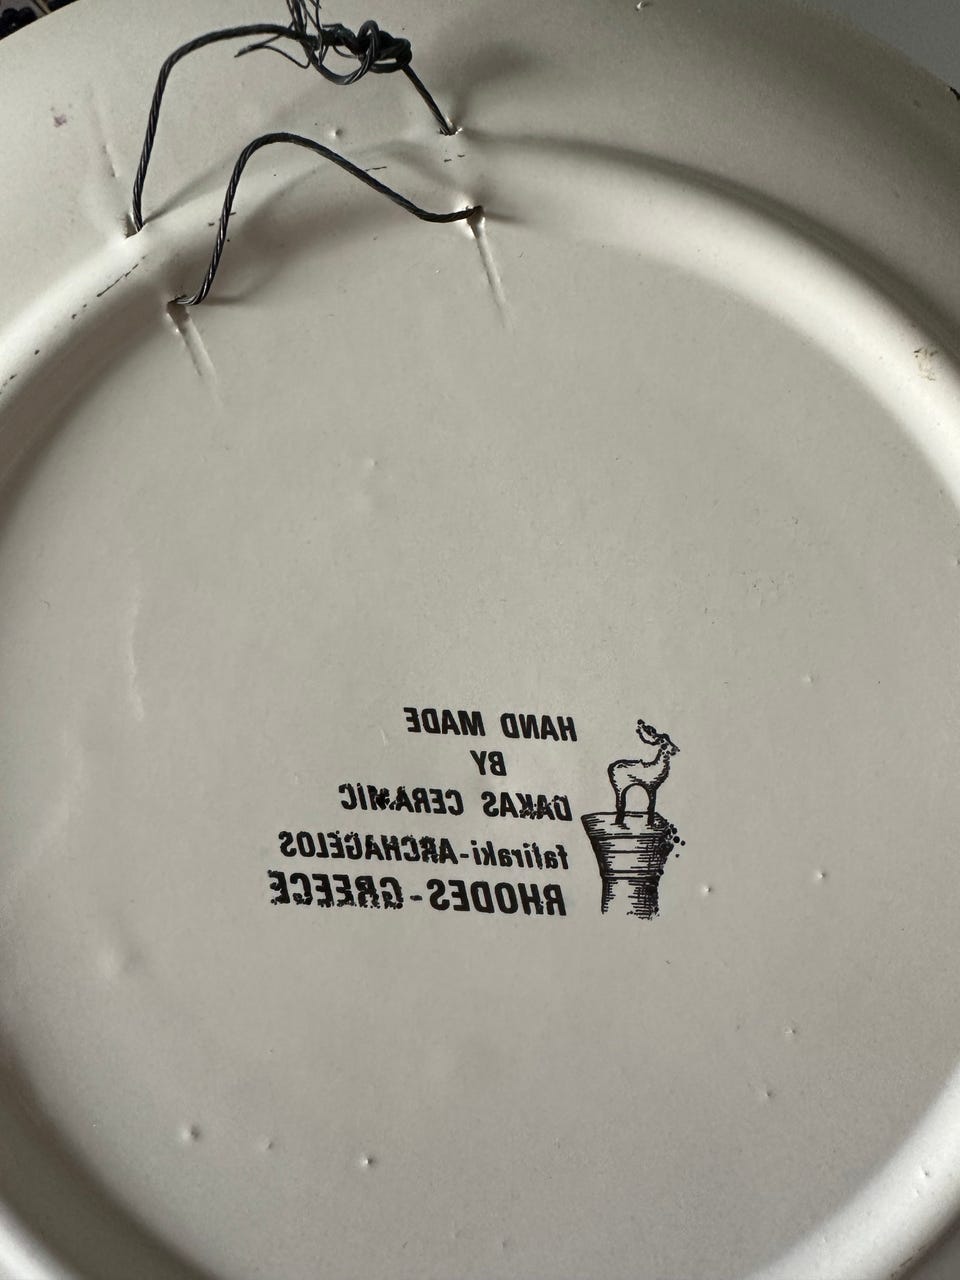 HAND MADE
BY
DAKAS CERAMIC
faliraki-ARCHAGELOS
RHODES-GREECE